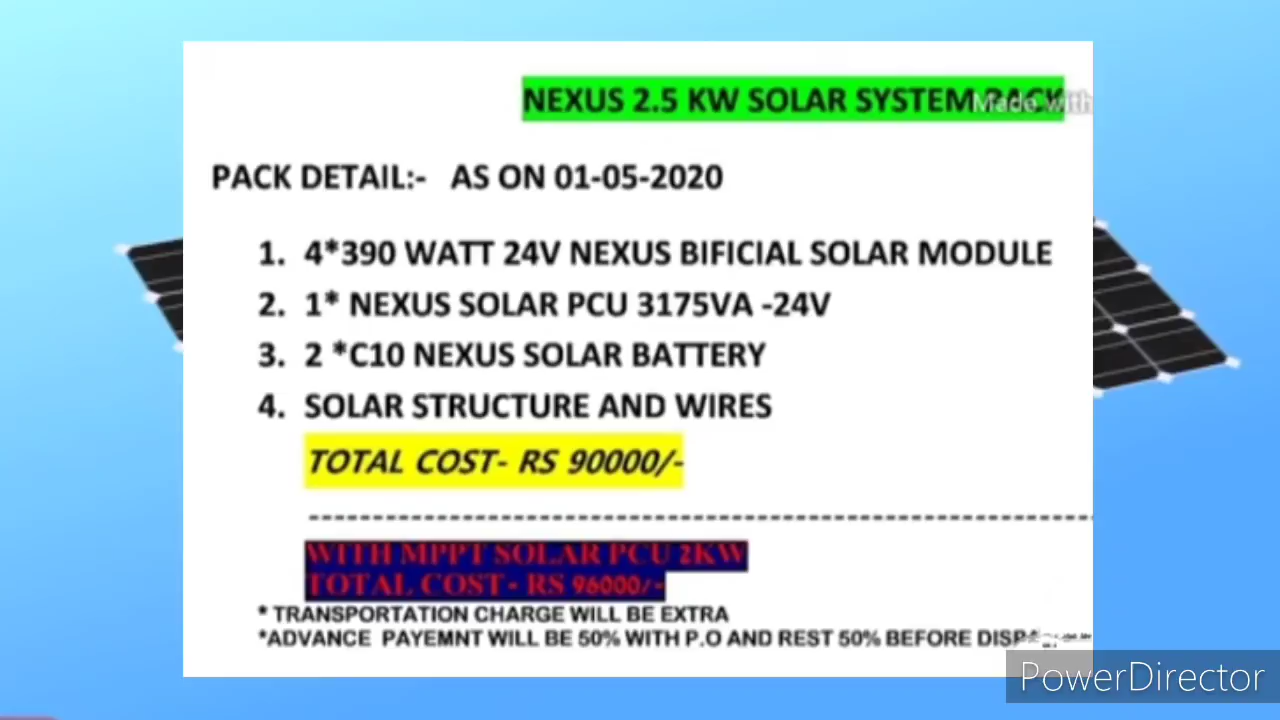 NEXUS 2.5 KW SOLAR SYSTEM PACK
Made with
PACK DETAIL:- AS ON 01-05-2020
1. 4*390 WATT 24V NEXUS BIFICIAL SOLAR MODULE
2. 1* NEXUS SOLAR PCU 3175VA -24V
3. 2 *C10 NEXUS SOLAR BATTERY
4. SOLAR STRUCTURE AND WIRES
TOTAL COST- RS 90000/-
WITH MPPT SOLAR PCU 2KW
TOTAL COST- RS 96000/-
* TRANSPORTATION CHARGE WILL BE EXTRA
*ADVANCE PAYEMNT WILL BE 50% WITH P.O AND REST 50% BEFORE
PowerDirector